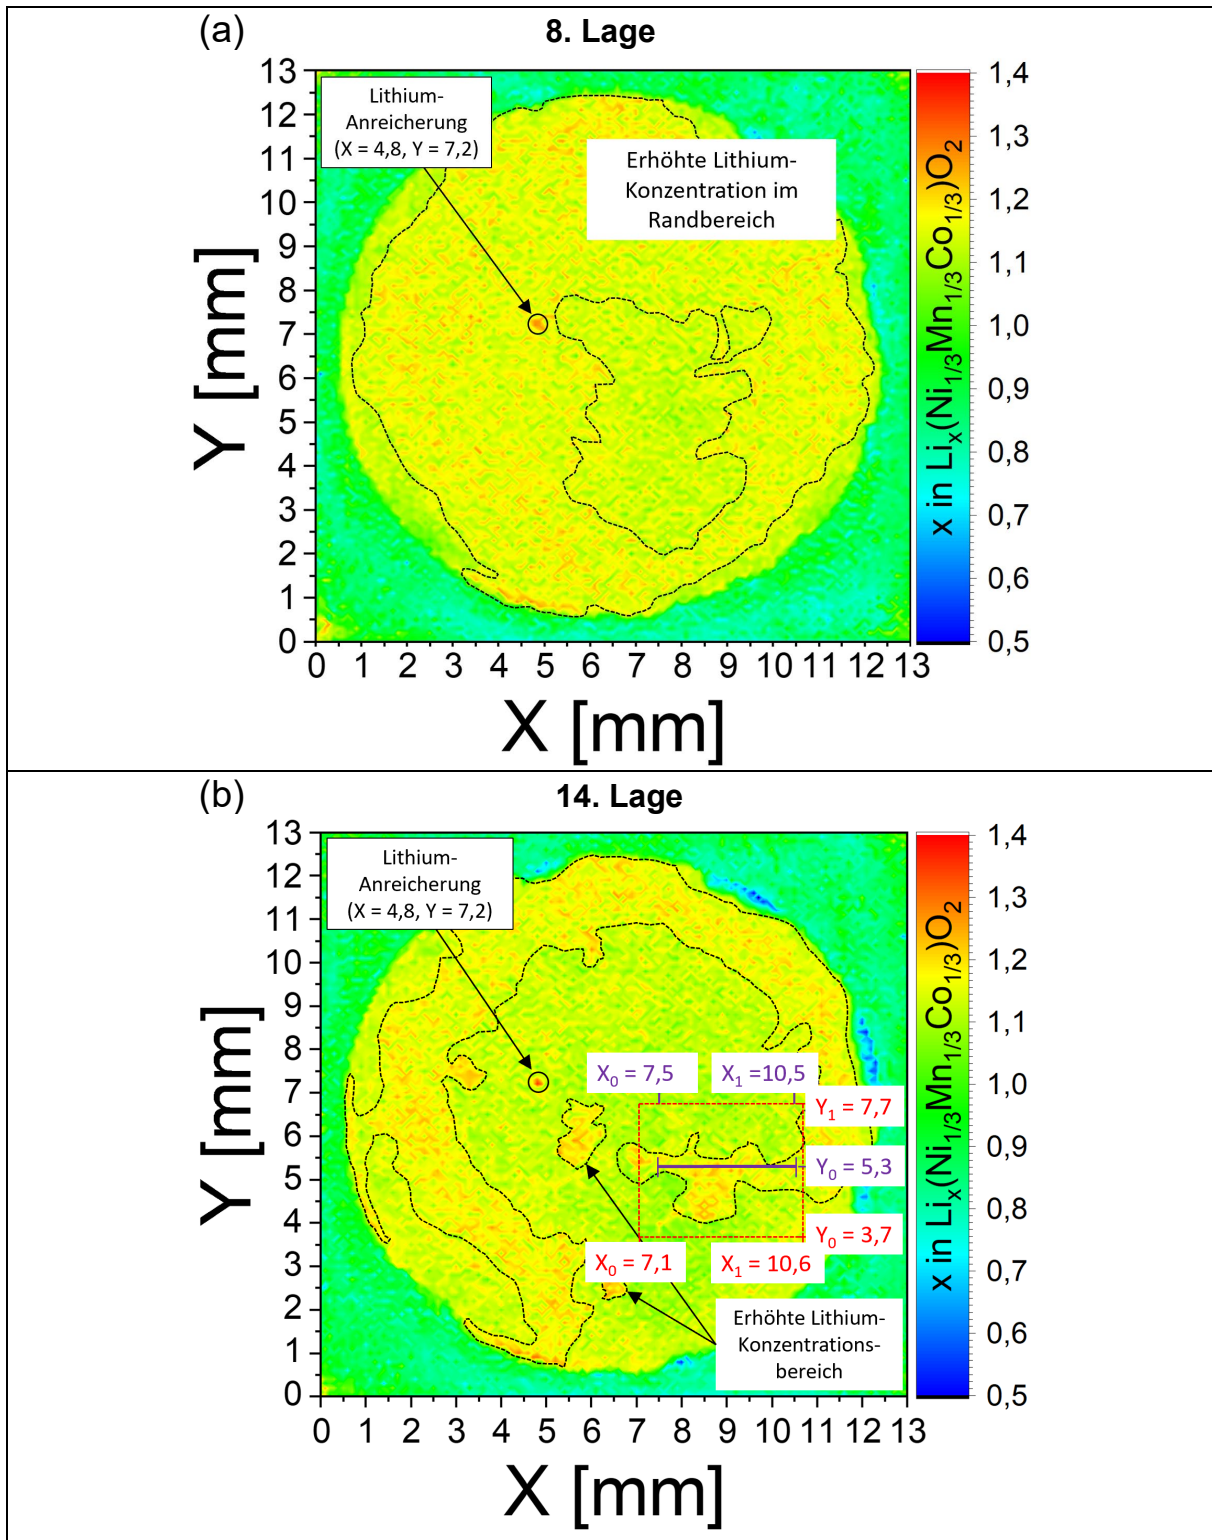 (a)
8. Lage
13
12
11
10
9
8
7
6
5
4
3
2
1
0
Y [mm]
Lithium-
Anreicherung
(X = 4,8, Y = 7,2)
Erhöhte Lithium-
Konzentration im
Randbereich
0 1 2 3 4 5 6 7 8 9 10 11 12 13
X [mm]
1,4
1,3
1,2
1,1
1,0
0,9
0,8
0,7
0,6
0,5
x in Liₓ(Ni₁/₃Mn₁/₃Co₁/₃)O₂
(b)
14. Lage
13
12
11
10
9
8
7
6
5
4
3
2
1
0
Y [mm]
Lithium-
Anreicherung
(X = 4,8, Y = 7,2)
X₀ = 7,5
X₁ =10,5
Y₁ = 7,7
Y₀ = 5,3
Y₀ = 3,7
X₀ = 7,1
X₁ = 10,6
Erhöhte Lithium-
Konzentrations-
bereich
0 1 2 3 4 5 6 7 8 9 10 11 12 13
X [mm]
1,4
1,3
1,2
1,1
1,0
0,9
0,8
0,7
0,6
0,5
x in Liₓ(Ni₁/₃Mn₁/₃Co₁/₃)O₂